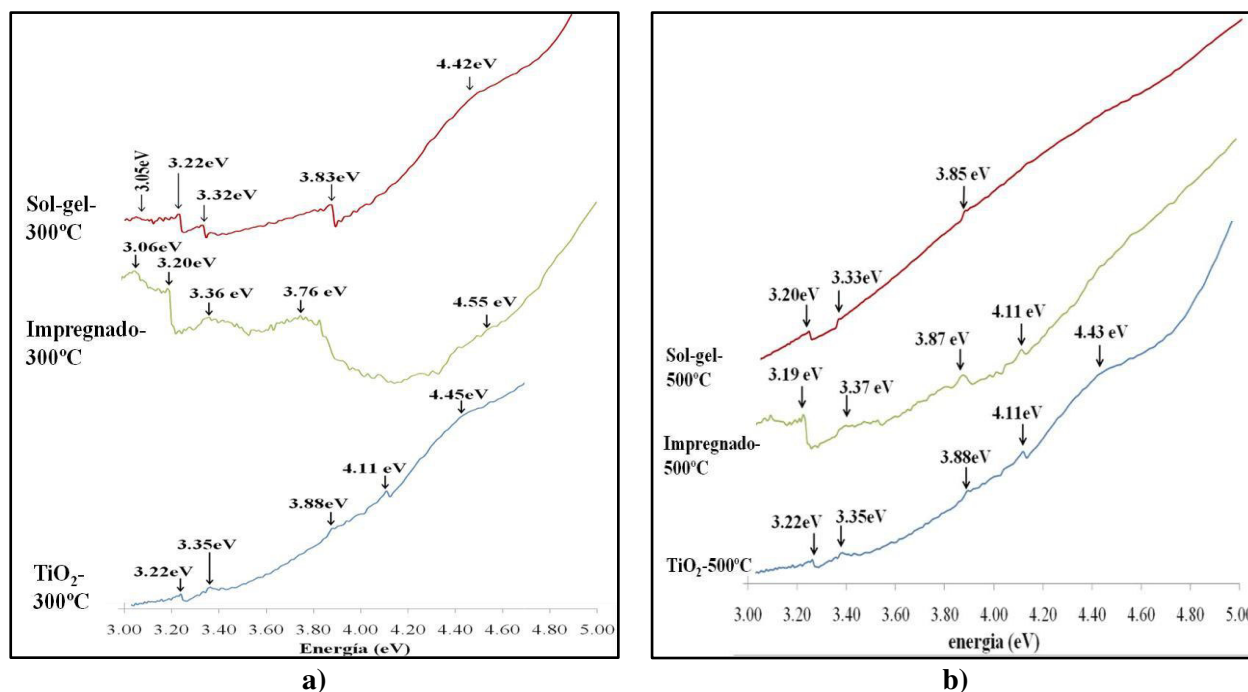 4.42eV
3.05eV
3.22eV
3.32eV
3.83eV
Sol-gel-
300ºC
3.06eV
3.20eV
3.36 eV
3.76 eV
4.55 eV
Impregnado-
300ºC
4.45eV
4.11 eV
3.88eV
3.35eV
3.22eV
TiO₂-
300ºC
3.00 3.20 3.40 3.60 3.80 4.00 4.20 4.40 4.60 4.80 5.00
Energía (eV)
a)
3.85 eV
3.33eV
3.20eV
Sol-gel-
500ºC
4.11 eV
3.87 eV
4.43 eV
3.19 eV
3.37 eV
Impregnado-
500ºC
4.11eV
3.88eV
3.22eV
3.35eV
TiO₂-500ºC
3.00 3.20 3.40 3.60 3.80 4.00 4.20 4.40 4.60 4.80 5.00
energia (eV)
b)